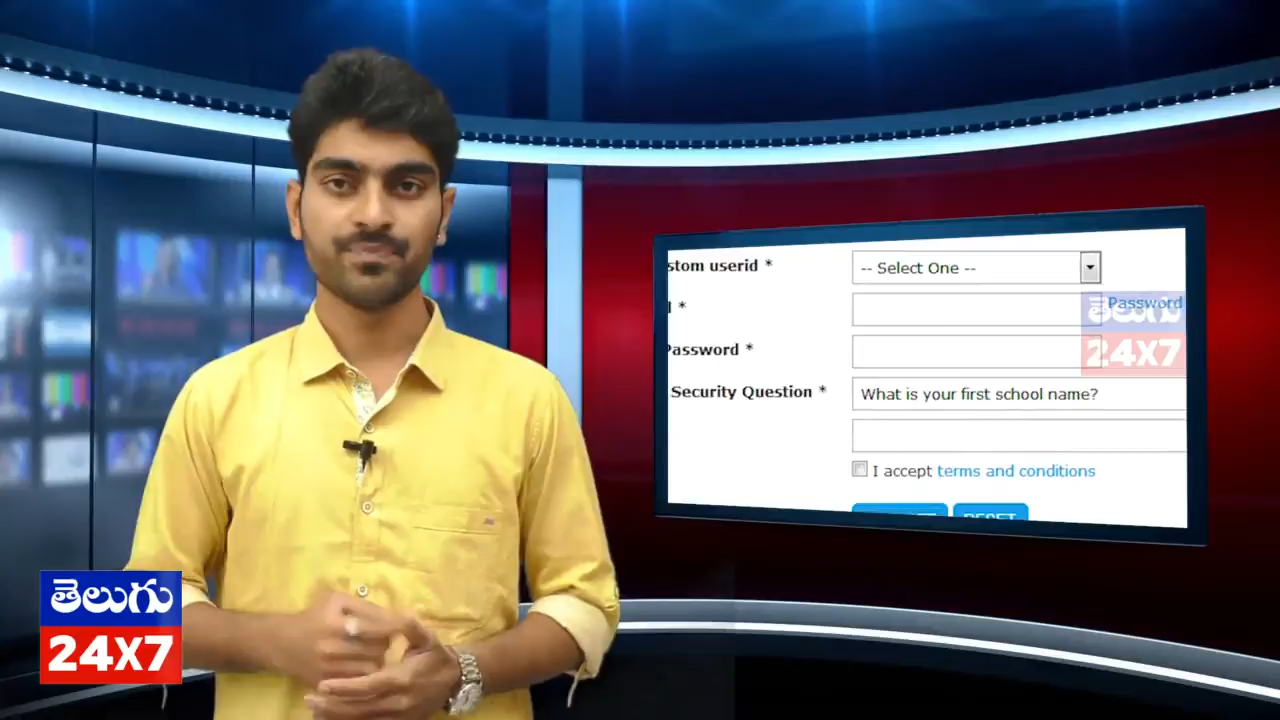 stom userid *
-- Select One --
*
Password
తెలుగు
24X7
Password *
Security Question *
What is your first school name?
I accept terms and conditions
RESET
తెలుగు
24X7